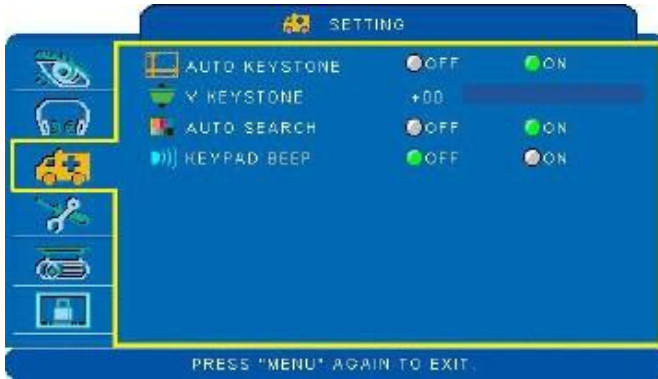 SETTING
AUTO KEYSTONE OFF ON
V KEYSTONE +00
AUTO SEARCH OFF ON
KEYPAD BEEP OFF ON
PRESS "MENU" AGAIN TO EXIT.